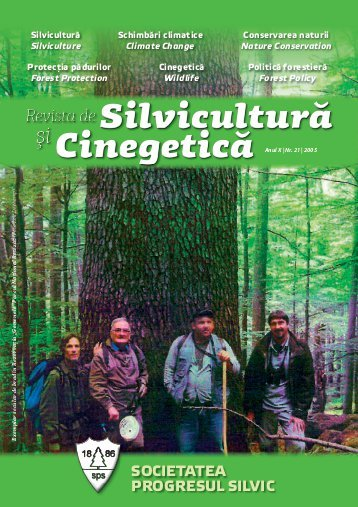 Silvicultură
Silviculture
Schimbări climatice
Climate Change
Conservarea naturii
Nature Conservation
Protecția pădurilor
Forest Protection
Cinegetică
Wildlife
Politică forestieră
Forest Policy
Revista de Silvicultură
și Cinegetică
Anul X | Nr. 21 | 2005
18 86
sps
SOCIETATEA
PROGRESUL SILVIC